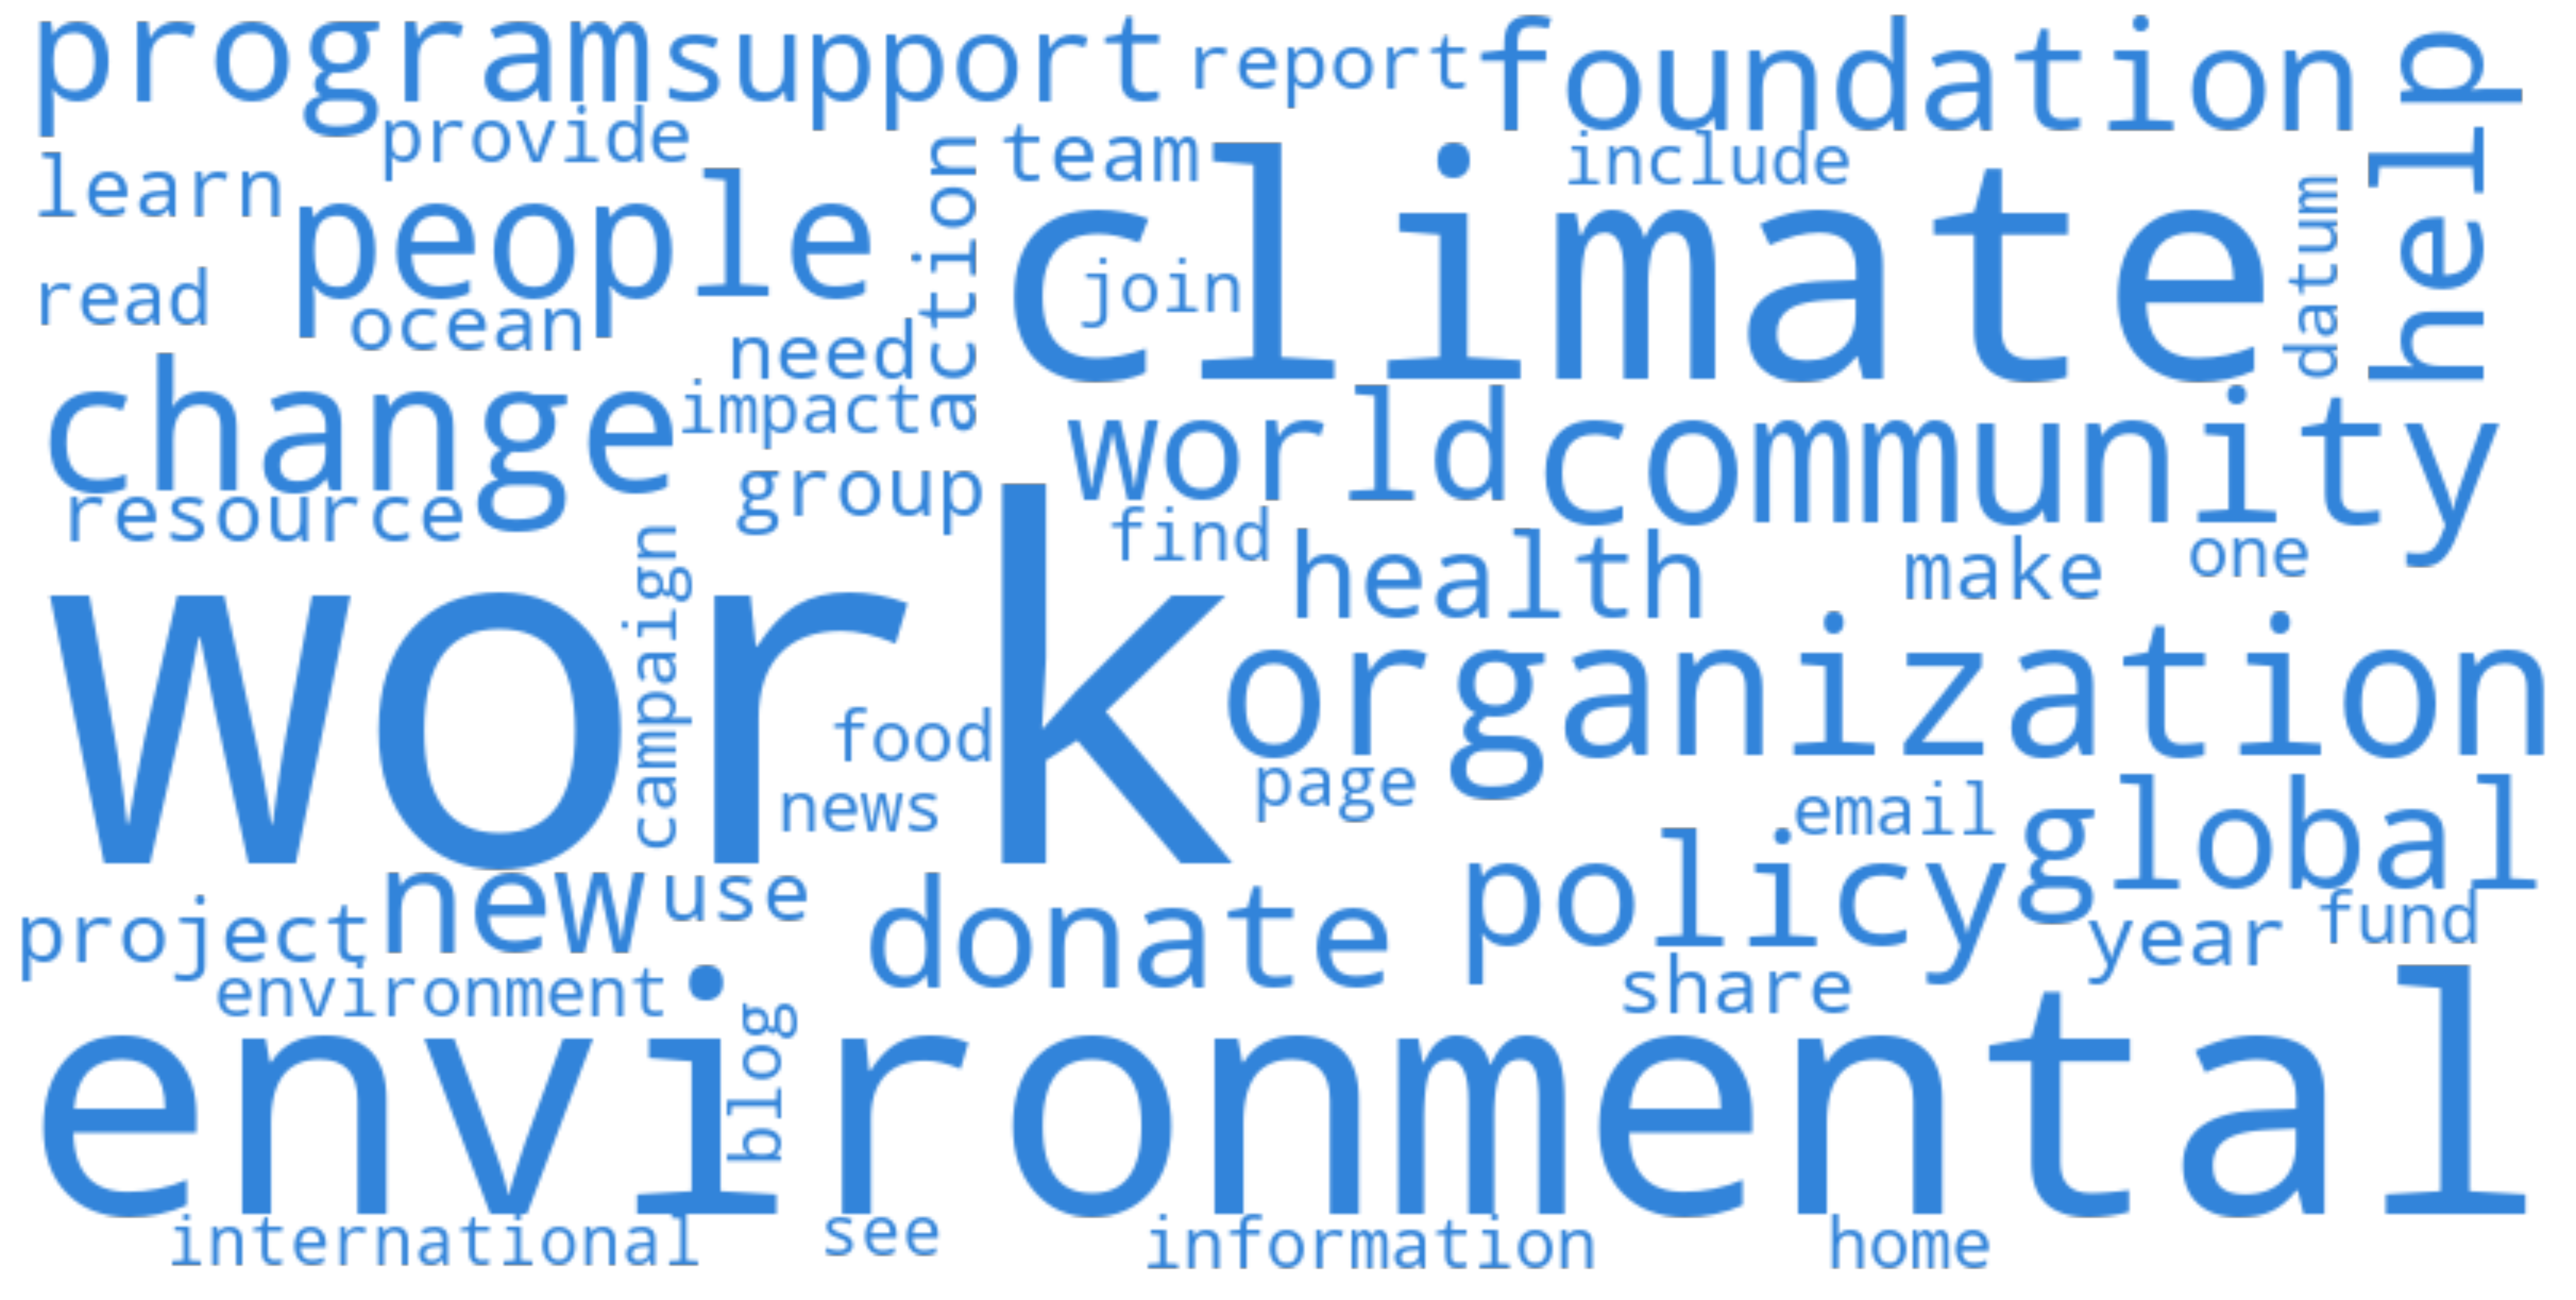 program support report foundation help
provide team include
learn people action climate datum
read ocean join
need
change impact world community
resource group find
health make one
work campaign organization
food page
news email global
project new use donate policy year fund
environment share
environmental blog
international see information home